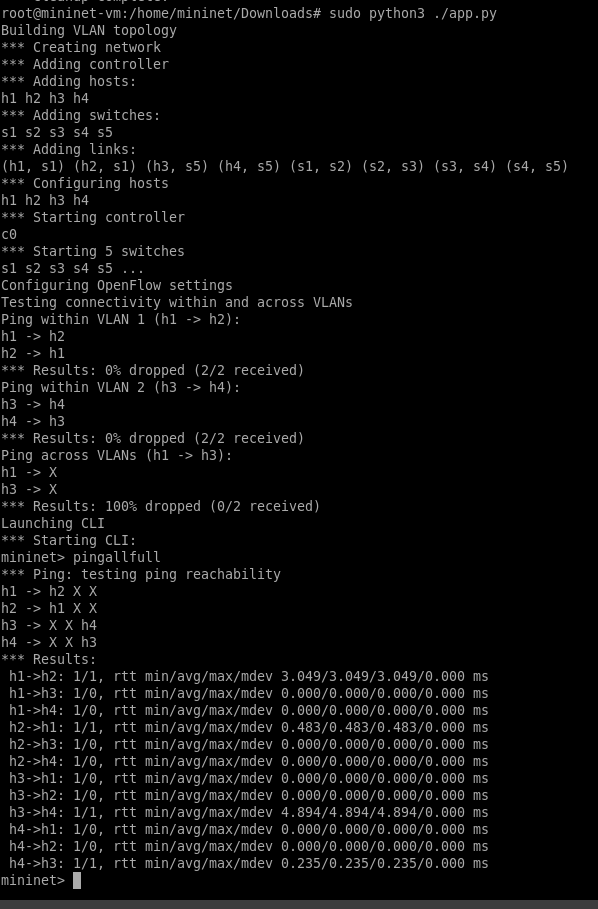 root@mininet-vm:/home/mininet/Downloads# sudo python3 ./app.py
Building VLAN topology
*** Creating network
*** Adding controller
*** Adding hosts:
h1 h2 h3 h4
*** Adding switches:
s1 s2 s3 s4 s5
*** Adding links:
(h1, s1) (h2, s1) (h3, s5) (h4, s5) (s1, s2) (s2, s3) (s3, s4) (s4, s5)
*** Configuring hosts
h1 h2 h3 h4
*** Starting controller
c0
*** Starting 5 switches
s1 s2 s3 s4 s5 ...
Configuring OpenFlow settings
Testing connectivity within and across VLANs
Ping within VLAN 1 (h1 -> h2):
h1 -> h2
h2 -> h1
*** Results: 0% dropped (2/2 received)
Ping within VLAN 2 (h3 -> h4):
h3 -> h4
h4 -> h3
*** Results: 0% dropped (2/2 received)
Ping across VLANs (h1 -> h3):
h1 -> X
h3 -> X
*** Results: 100% dropped (0/2 received)
Launching CLI
*** Starting CLI:
mininet> pingallfull
*** Ping: testing ping reachability
h1 -> h2 X X
h2 -> h1 X X
h3 -> X X h4
h4 -> X X h3
*** Results:
h1->h2: 1/1, rtt min/avg/max/mdev 3.049/3.049/3.049/0.000 ms
h1->h3: 1/0, rtt min/avg/max/mdev 0.000/0.000/0.000/0.000 ms
h1->h4: 1/0, rtt min/avg/max/mdev 0.000/0.000/0.000/0.000 ms
h2->h1: 1/1, rtt min/avg/max/mdev 0.483/0.483/0.483/0.000 ms
h2->h3: 1/0, rtt min/avg/max/mdev 0.000/0.000/0.000/0.000 ms
h2->h4: 1/0, rtt min/avg/max/mdev 0.000/0.000/0.000/0.000 ms
h3->h1: 1/0, rtt min/avg/max/mdev 0.000/0.000/0.000/0.000 ms
h3->h2: 1/0, rtt min/avg/max/mdev 0.000/0.000/0.000/0.000 ms
h3->h4: 1/1, rtt min/avg/max/mdev 4.894/4.894/4.894/0.000 ms
h4->h1: 1/0, rtt min/avg/max/mdev 0.000/0.000/0.000/0.000 ms
h4->h2: 1/0, rtt min/avg/max/mdev 0.000/0.000/0.000/0.000 ms
h4->h3: 1/1, rtt min/avg/max/mdev 0.235/0.235/0.235/0.000 ms
mininet>